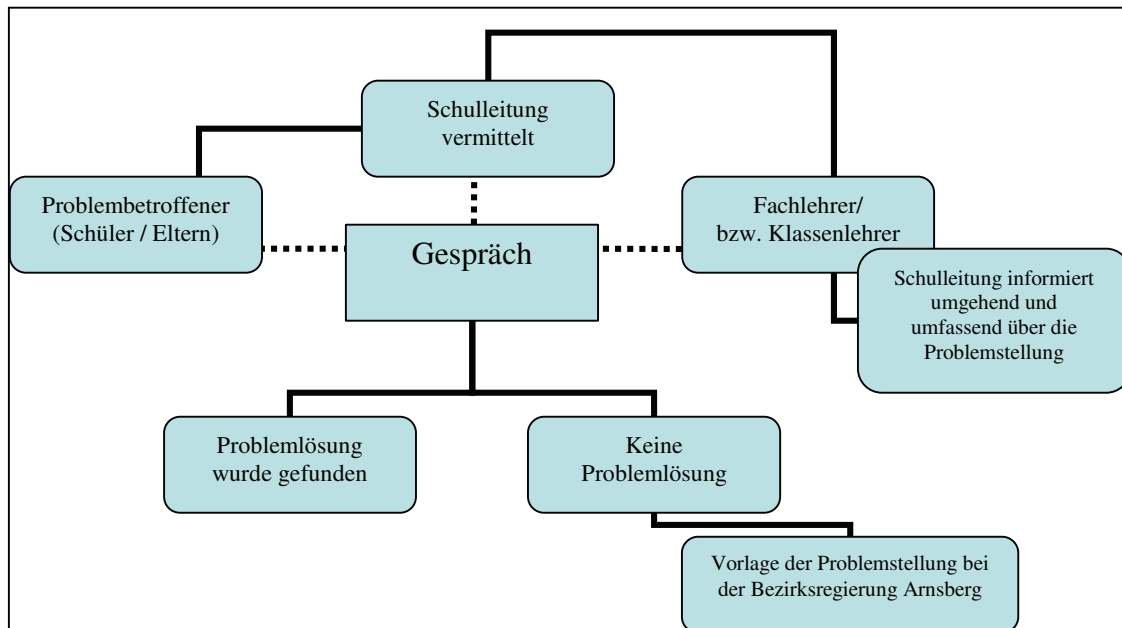 Schulleitung
vermittelt
Problembetroffener
(Schüler / Eltern)
Gespräch
Fachlehrer/
bzw. Klassenlehrer
Schulleitung informiert
umgehend und
umfassend über die
Problemstellung
Problemlösung
wurde gefunden
Keine
Problemlösung
Vorlage der Problemstellung bei
der Bezirksregierung Arnsberg